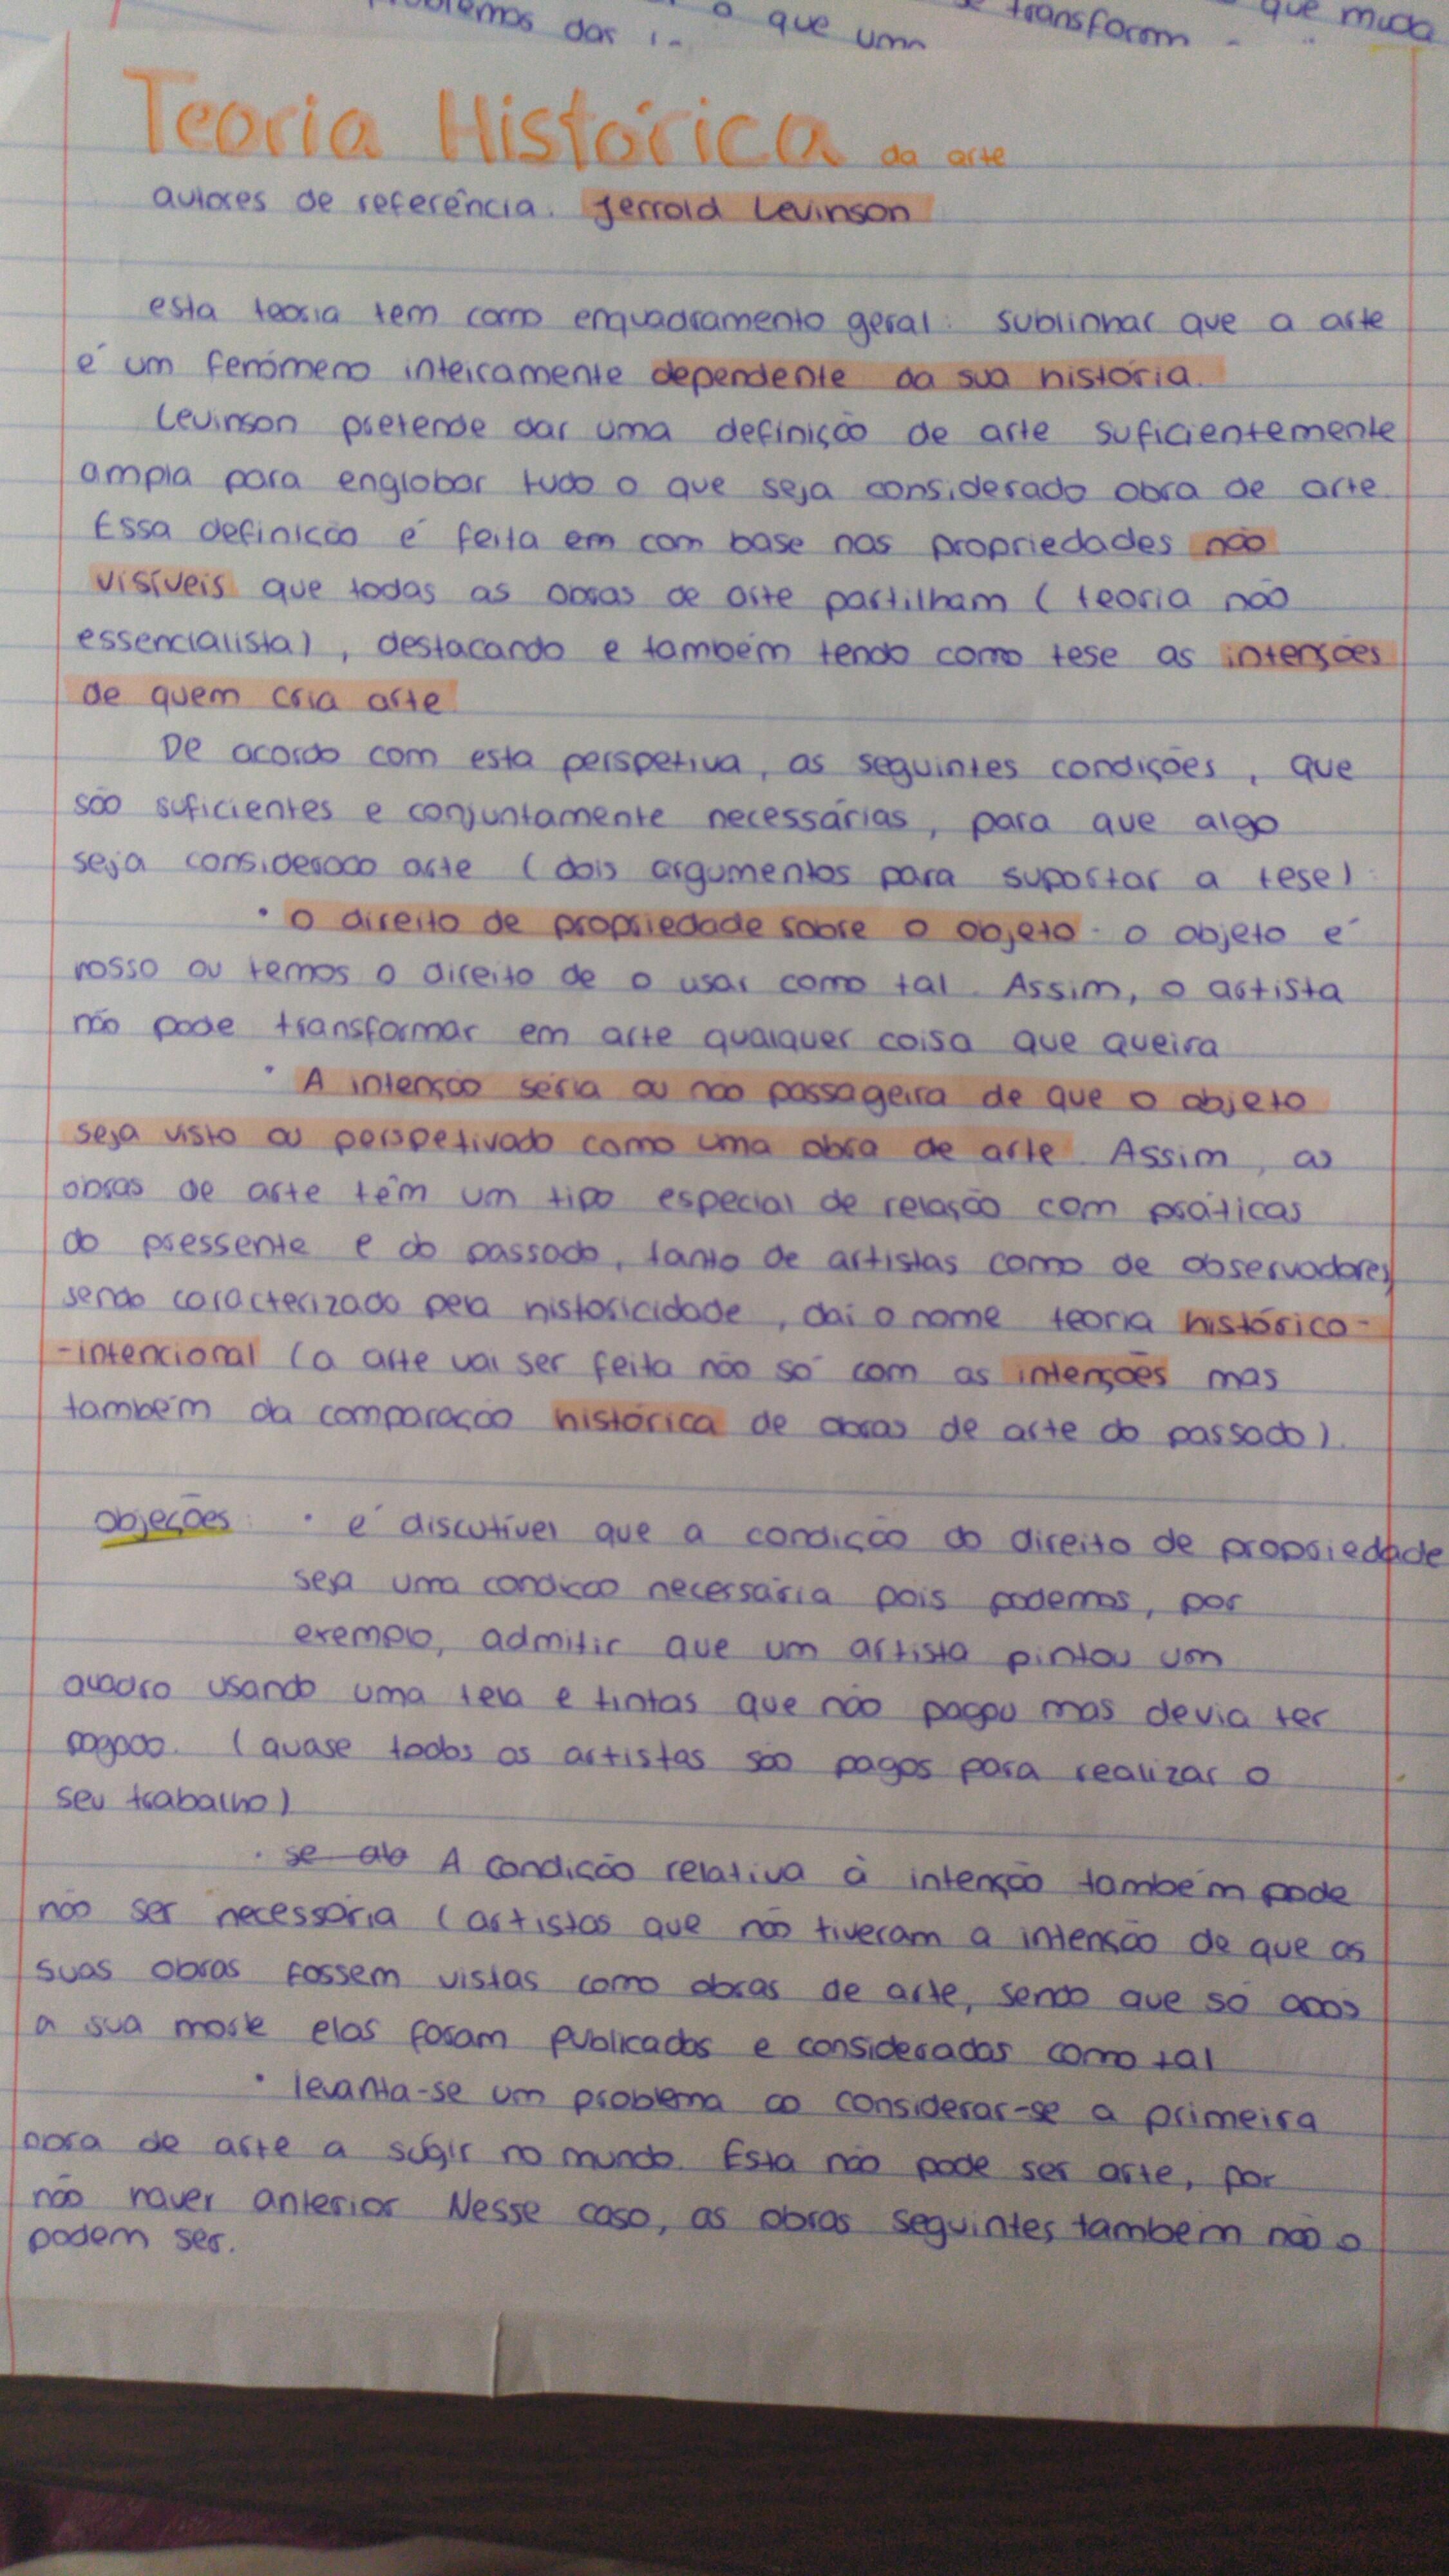 que um
transforam
que muda
Teoria Histórica da arte
autores de referência. Jerrold Levinson
esta teoria tem como enquadramento geral: sublinhar que a arte
é um fenómeno inteiramente dependente da sua história.
Levinson pretende dar uma definição de arte suficientemente
ampla para englobar tudo o que seja considerado obra de arte.
Essa definição é feita em com base nas propriedades não
visíveis que todas as obras de arte partilham (teoria não
essencialista), destacando e também tendo como tese as intenções
de quem cria arte
De acordo com esta perspetiva, as seguintes condições, que
são suficientes e conjuntamente necessárias, para que algo
seja considerado arte (dois argumentos para suportar a tese)
• O direito de propriedade sobre o objeto - o objeto é
nosso ou temos o direito de o usar como tal. Assim, o artista
não pode transformar em arte qualquer coisa que queira
• A intenção séria ou não passageira de que o objeto
seja visto ou perspetivado como uma obra de arte. Assim, as
obras de arte têm um tipo especial de relação com práticas
do pressente e do passado, tanto de artistas como de observadores,
sendo caracterizado pela historicidade, daí o nome teoria histórico-
-intencional (a arte vai ser feita não só com as intenções mas
também da comparação histórica de obras de arte do passado).
objeções: • é discutível que a condição do direito de propriedade
seja uma condição necessária pois podemos, por
exemplo, admitir que um artista pintou um
quadro usando uma tela e tintas que não pagou mas devia ter
pagado. (quase todos os artistas são pagos para realizar o
seu trabalho)
• se ab A condição relativa à intenção também pode
não ser necessária (artistas que não tiveram a intensão de que as
suas obras fossem vistas como obras de arte, sendo que só após
a sua morte elas foram publicadas e consideradas como tal
• levanta-se um problema ao considerar-se a primeira
obra de arte a sugir no mundo. Esta não pode ser arte, por
não haver anterior Nesse caso, as obras seguintes também não o
podem ser.